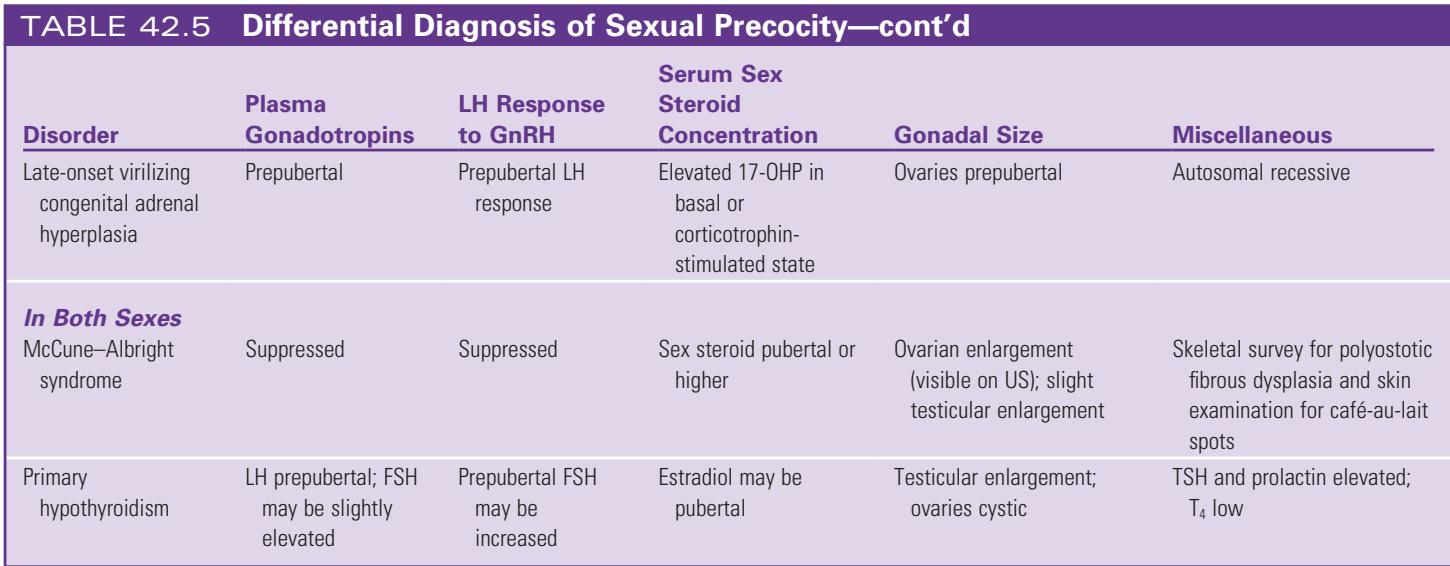 TABLE 42.5 Differential Diagnosis of Sexual Precocity—cont'd
Disorder
Plasma
Gonadotropins
LH Response
to GnRH
Serum Sex
Steroid
Concentration
Gonadal Size
Miscellaneous
Late-onset virilizing
congenital adrenal
hyperplasia
Prepubertal
Prepubertal LH
response
Elevated 17-OHP in
basal or
corticotrophin-
stimulated state
Ovaries prepubertal
Autosomal recessive
In Both Sexes
McCune–Albright
syndrome
Suppressed
Suppressed
Sex steroid pubertal or
higher
Ovarian enlargement
(visible on US); slight
testicular enlargement
Skeletal survey for polyostotic
fibrous dysplasia and skin
examination for café-au-lait
spots
Primary
hypothyroidism
LH prepubertal; FSH
may be slightly
elevated
Prepubertal FSH
may be
increased
Estradiol may be
pubertal
Testicular enlargement;
ovaries cystic
TSH and prolactin elevated;
T₄ low